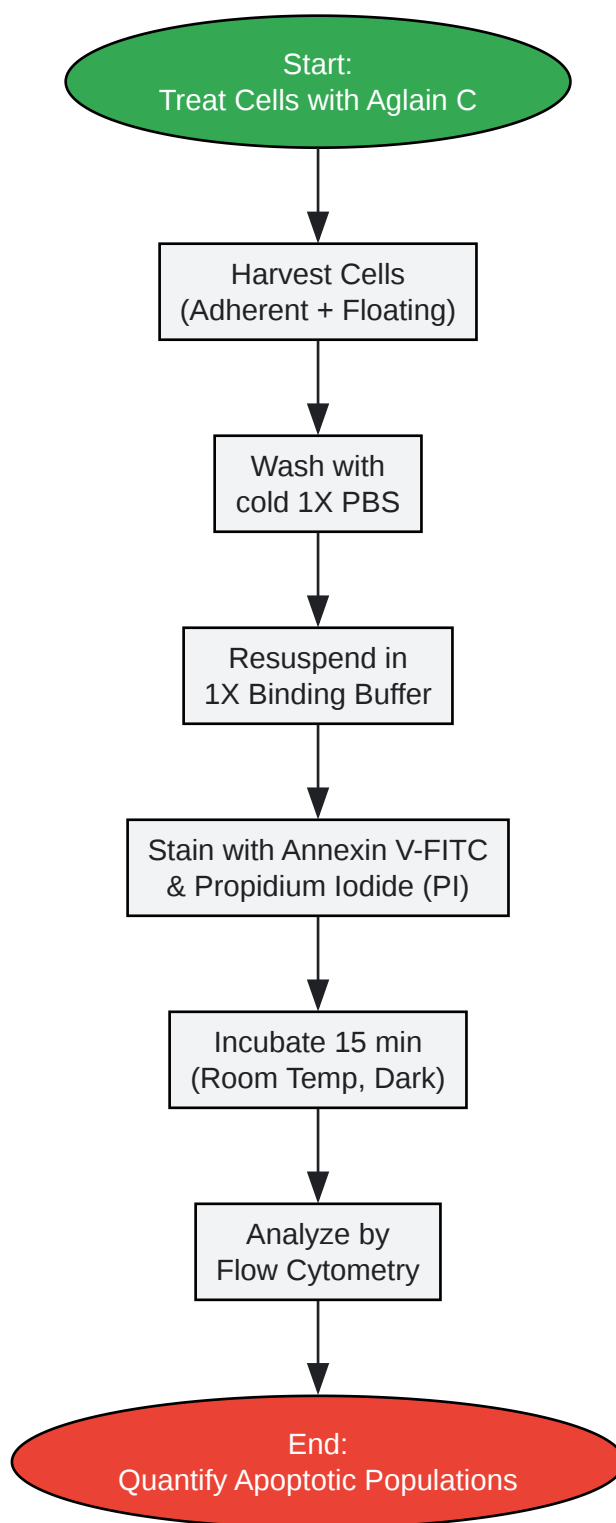 Start:
Treat Cells with Aglain C
Harvest Cells
(Adherent + Floating)
Wash with
cold 1X PBS
Resuspend in
1X Binding Buffer
Stain with Annexin V-FITC
& Propidium Iodide (PI)
Incubate 15 min
(Room Temp, Dark)
Analyze by
Flow Cytometry
End:
Quantify Apoptotic Populations